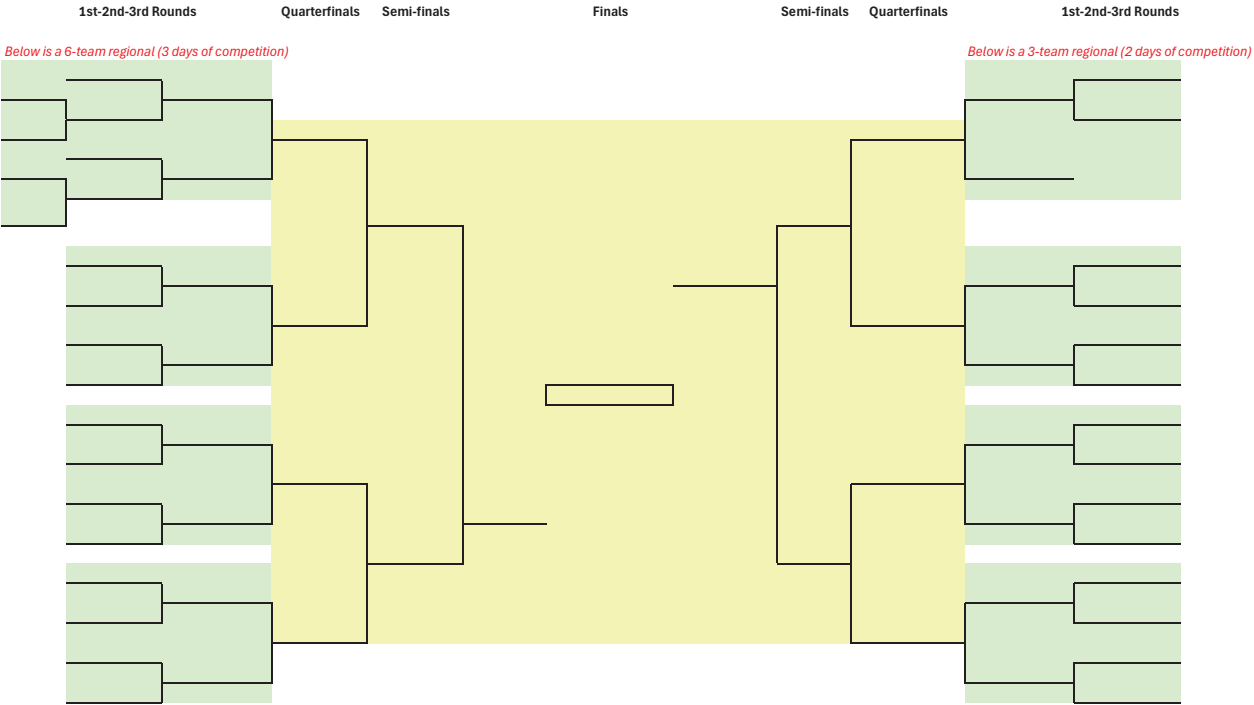 1st-2nd-3rd Rounds Quarterfinals Semi-finals Finals Semi-finals Quarterfinals 1st-2nd-3rd Rounds
Below is a 6-team regional (3 days of competition) Below is a 3-team regional (2 days of competition)